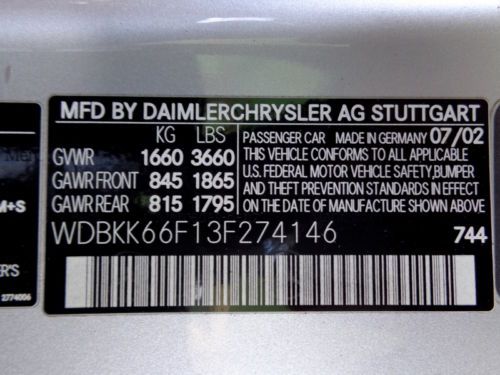 MFD BY DAIMLERCHRYSLER AG STUTTGART
KG LBS
GVWR 1660 3660
GAWR FRONT 845 1865
GAWR REAR 815 1795
PASSENGER CAR MADE IN GERMANY 07/02
THIS VEHICLE CONFORMS TO ALL APPLICABLE
U.S. FEDERAL MOTOR VEHICLE SAFETY, BUMPER
AND THEFT PREVENTION STANDARDS IN EFFECT
ON THE DATE OF MANUFACTURE SHOWN ABOVE.
WDBKK66F13F274146 744
M+S
2774006